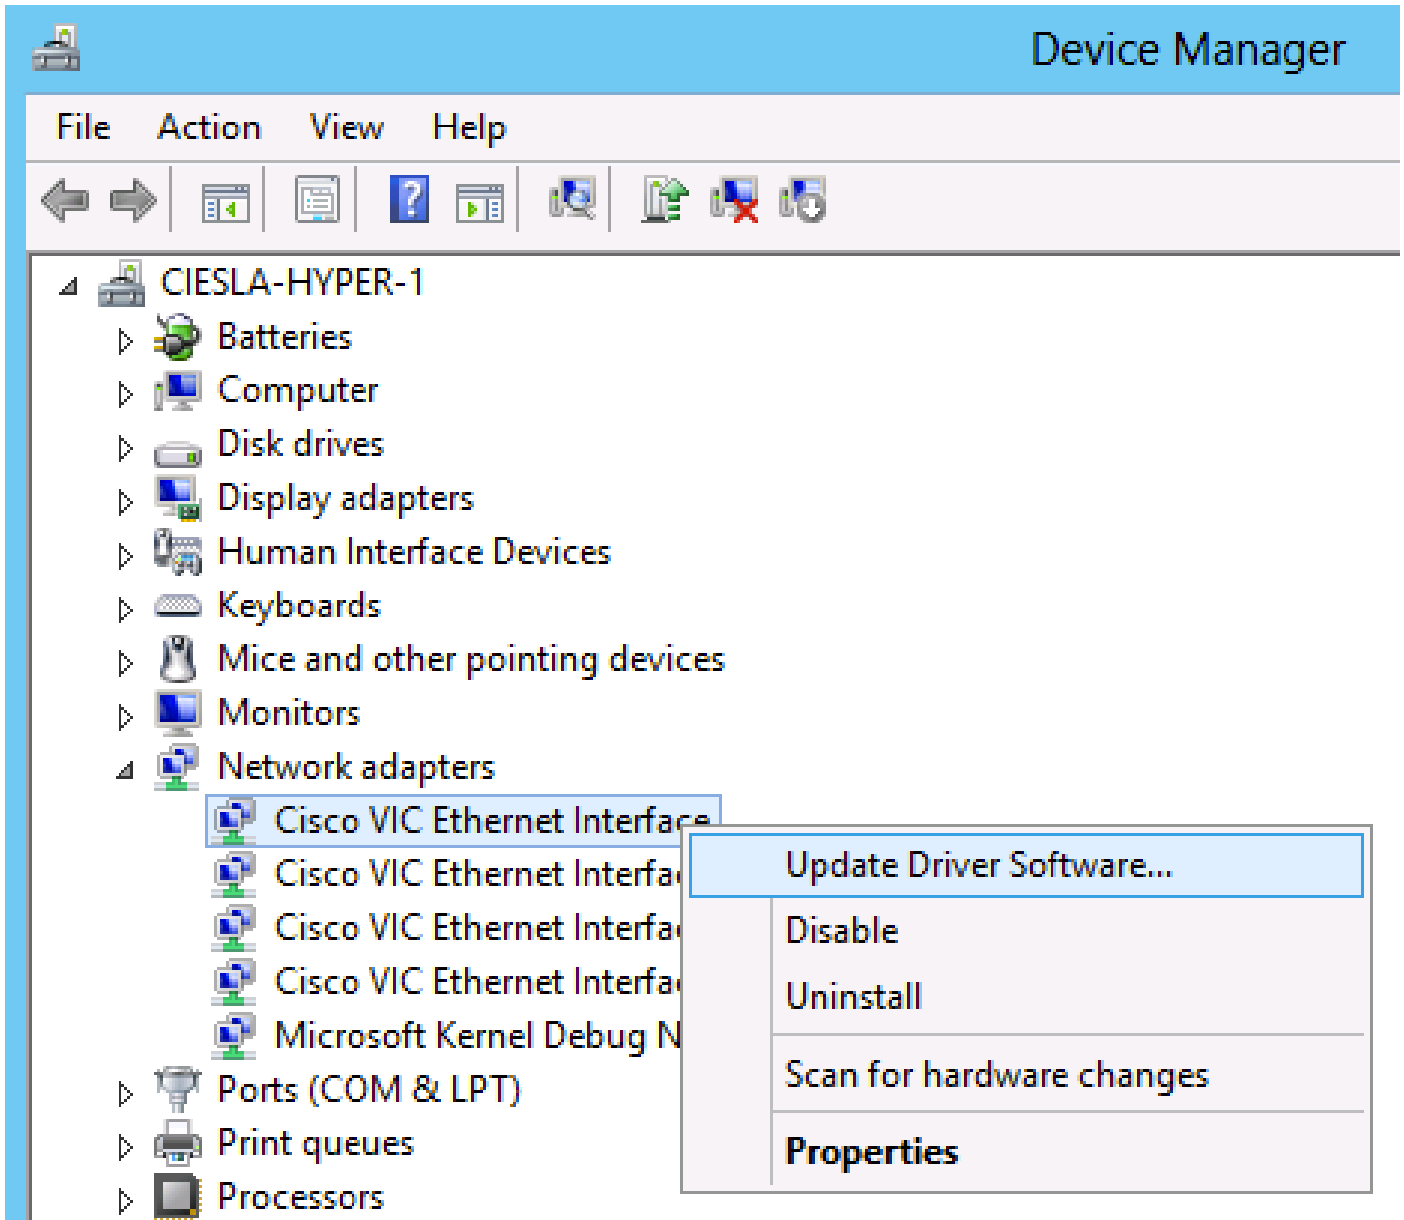 Device Manager
File Action View Help
CIESLA-HYPER-1
Batteries
Computer
Disk drives
Display adapters
Human Interface Devices
Keyboards
Mice and other pointing devices
Monitors
Network adapters
Cisco VIC Ethernet Interface
Cisco VIC Ethernet Interfa
Cisco VIC Ethernet Interfa
Cisco VIC Ethernet Interfa
Microsoft Kernel Debug N
Ports (COM & LPT)
Print queues
Processors
Update Driver Software...
Disable
Uninstall
Scan for hardware changes
Properties